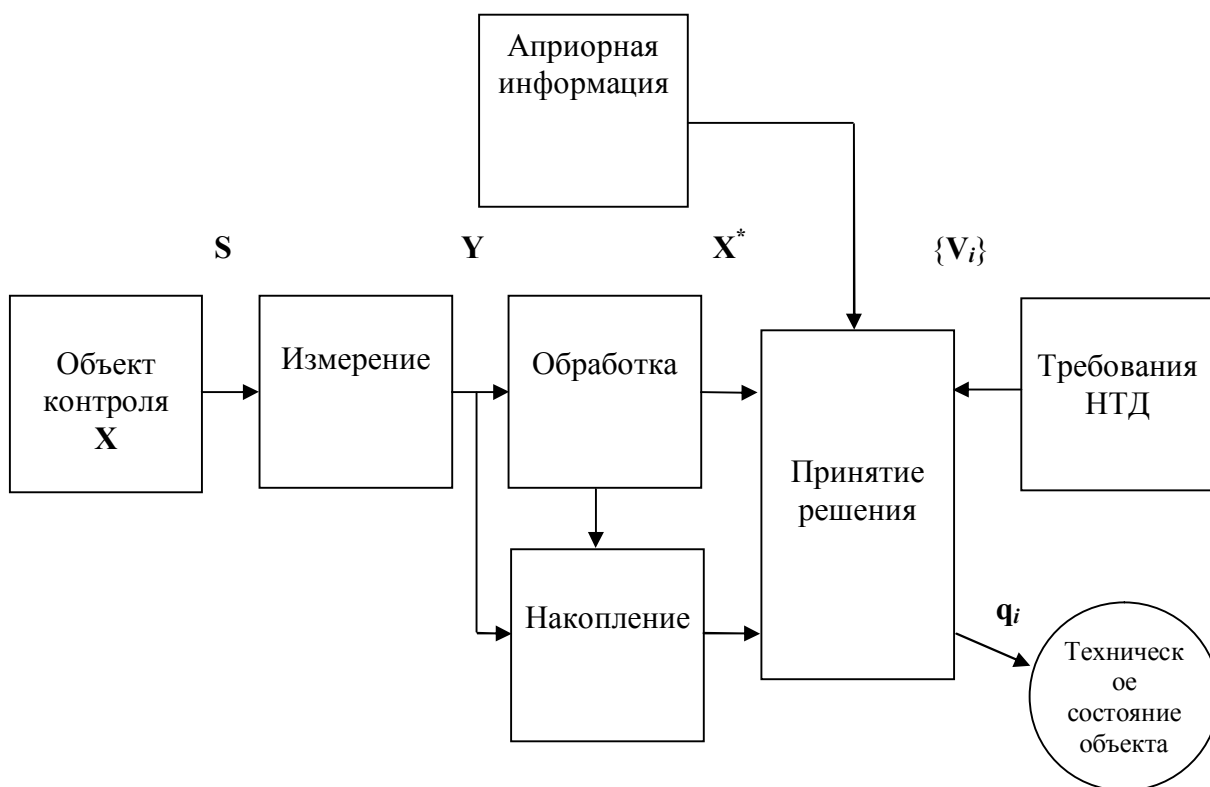 Априорная
информация
S
Y
X*
{Vi}
Объект
контроля
X
Измерение
Обработка
Принятие
решения
Требования
НТД
Накопление
qi
Техническ
ое
состояние
объекта